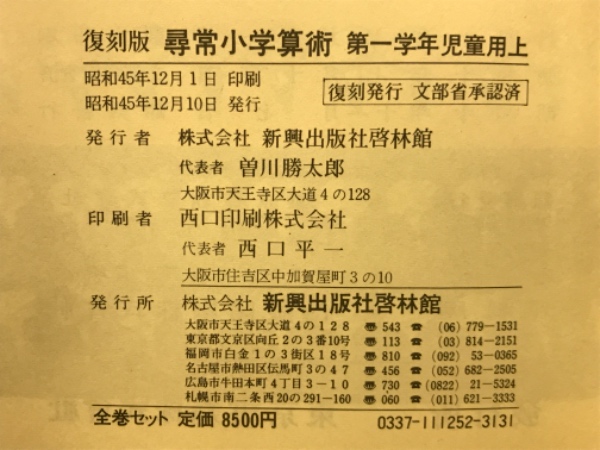 復刻版 尋常小学算術 第一学年児童用上
昭和45年12月1日 印刷
昭和45年12月10日 発行
復刻発行 文部省承認済
発行者 株式会社 新興出版社啓林館
代表者 曽川勝太郎
大阪市天王寺区大道4の128
印刷者 西口印刷株式会社
代表者 西口平一
大阪市住吉区中加賀屋町3の10
発行所 株式会社 新興出版社啓林館
大阪市天王寺区大道4の128 〠 543 ☎ (06) 779-1531
東京都文京区向丘2の3番10号 〠 113 ☎ (03) 814-2151
福岡市白金1の3街区18号 〠 810 ☎ (092) 53-0365
名古屋市熱田区伝馬町3の47 〠 456 ☎ (052) 682-2505
広島市牛田本町4丁目3-10 〠 730 ☎ (0822) 21-5324
札幌市南二条西20の291-160 〠 060 ☎ (011) 621-3333
全巻セット 定価 8500円 0337-111252-3131